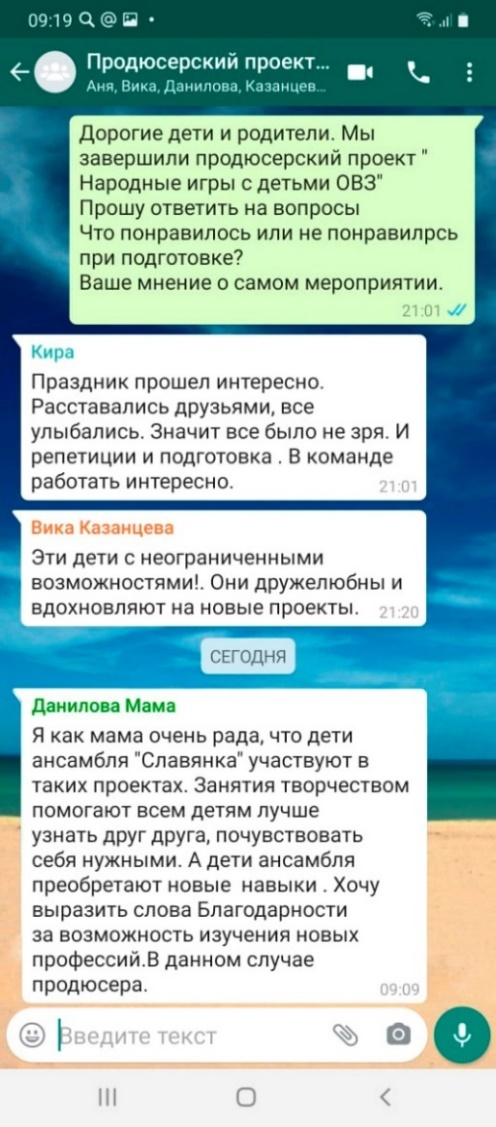 09:19
Продюсерский проект...
Аня, Вика, Данилова, Казанцев...
Дорогие дети и родители. Мы
завершили продюсерский проект "
Народные игры с детьми ОВЗ"
Прошу ответить на вопросы
Что понравилось или не понравилрсь
при подготовке?
Ваше мнение о самом мероприятии.
21:01
Кира
Праздник прошел интересно.
Расставались друзьями, все
улыбались. Значит все было не зря. И
репетиции и подготовка . В команде
работать интересно.
21:01
Вика Казанцева
Эти дети с неограниченными
возможностями!. Они дружелюбны и
вдохновляют на новые проекты.
21:20
СЕГОДНЯ
Данилова Мама
Я как мама очень рада, что дети
ансамбля "Славянка" участвуют в
таких проектах. Занятия творчеством
помогают всем детям лучше
узнать друг друга, почувствовать
себя нужными. А дети ансамбля
преобретают новые навыки . Хочу
выразить слова Благодарности
за возможность изучения новых
профессий.В данном случае
продюсера.
09:09
Введите текст